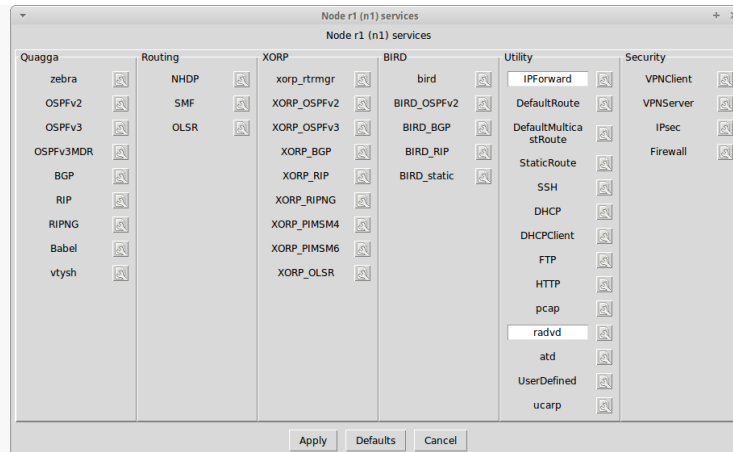 Node r1 (n1) services
Node r1 (n1) services
Quagga
zebra
OSPFv2
OSPFv3
OSPFv3MDR
BGP
RIP
RIPNG
Babel
vtysh
Routing
NHDP
SMF
OLSR
XORP
xorp_rtrmgr
XORP_OSPFv2
XORP_OSPFv3
XORP_BGP
XORP_RIP
XORP_RIPNG
XORP_PIMSM4
XORP_PIMSM6
XORP_OLSR
BIRD
bird
BIRD_OSPFv2
BIRD_BGP
BIRD_RIP
BIRD_static
Utility
IPForward
DefaultRoute
DefaultMultica
stRoute
StaticRoute
SSH
DHCP
DHCPClient
FTP
HTTP
pcap
radvd
atd
UserDefined
ucarp
Security
VPNClient
VPNServer
IPsec
Firewall
Apply
Defaults
Cancel